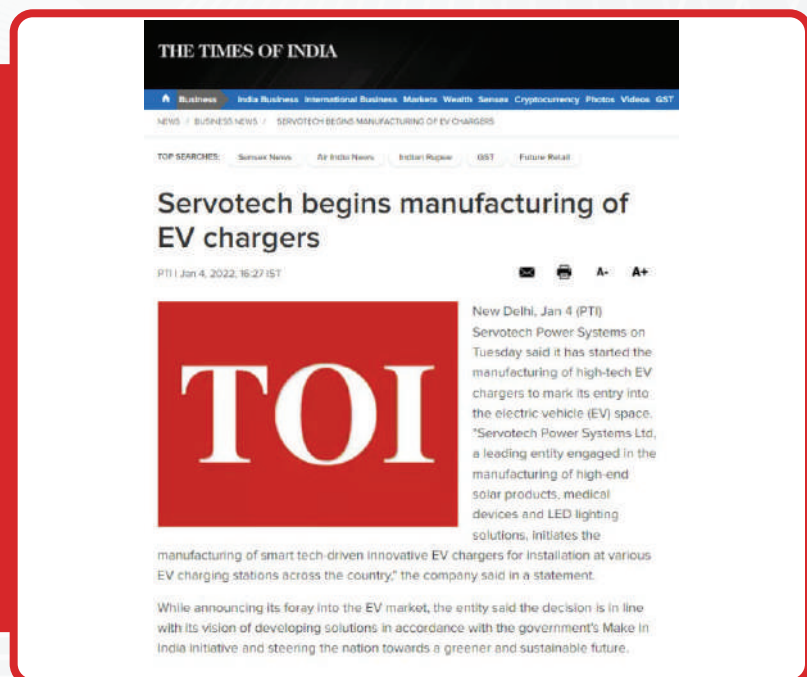 THE TIMES OF INDIA
Business India Business International Business Markets Wealth Sensex Cryptocurrency Photos Videos GST
NEWS / BUSINESS NEWS / SERVOTECH BEGINS MANUFACTURING OF EV CHARGERS
TOP SEARCHES: Sensex News Air India News Indian Rupee GST Future Retail
Servotech begins manufacturing of
EV chargers
PTI | Jan 4, 2022, 16:27 IST
A- A+
TOI
New Delhi, Jan 4 (PTI)
Servotech Power Systems on
Tuesday said it has started the
manufacturing of high-tech EV
chargers to mark its entry into
the electric vehicle (EV) space.
"Servotech Power Systems Ltd,
a leading entity engaged in the
manufacturing of high-end
solar products, medical
devices and LED lighting
solutions, initiates the
manufacturing of smart tech-driven innovative EV chargers for installation at various
EV charging stations across the country," the company said in a statement.
While announcing its foray into the EV market, the entity said the decision is in line
with its vision of developing solutions in accordance with the government's Make In
India initiative and steering the nation towards a greener and sustainable future.